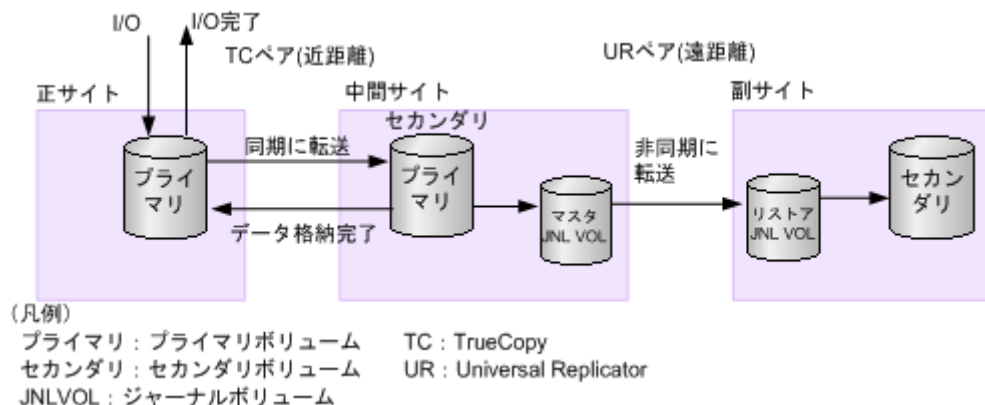 I/O
I/O完了
TCペア(近距離)
URペア(遠距離)
正サイト
中間サイト
副サイト
セカンダリ
プライ
マリ
同期に転送
データ格納完了
プライ
マリ
マスタ
JNL VOL
非同期に
転送
リストア
JNL VOL
セカン
ダリ
(凡例)
プライマリ:プライマリボリューム
TC:TrueCopy
セカンダリ:セカンダリボリューム
UR:Universal Replicator
JNLVOL:ジャーナルボリューム